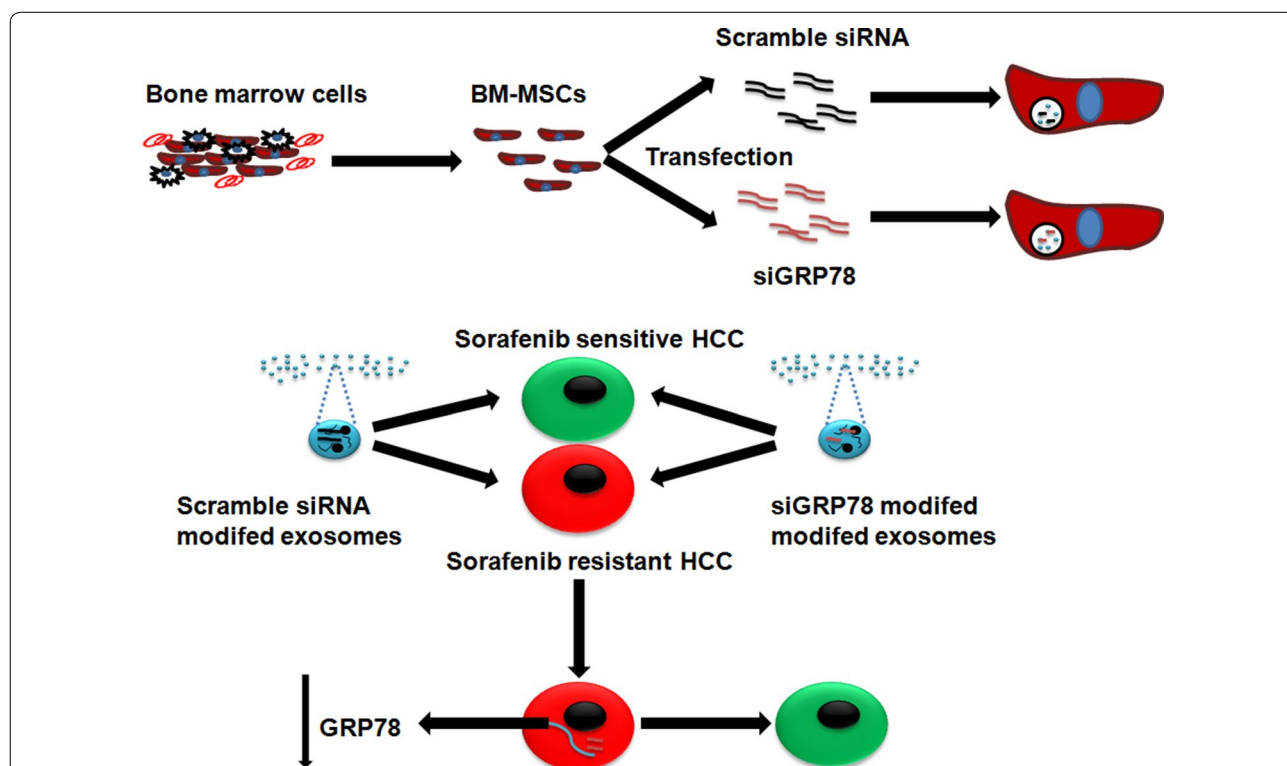 Scramble siRNA
Bone marrow cells
BM-MSCs
Transfection
siGRP78
Sorafenib sensitive HCC
Scramble siRNA
modifed exosomes
siGRP78 modifed
modifed exosomes
Sorafenib resistant HCC
GRP78